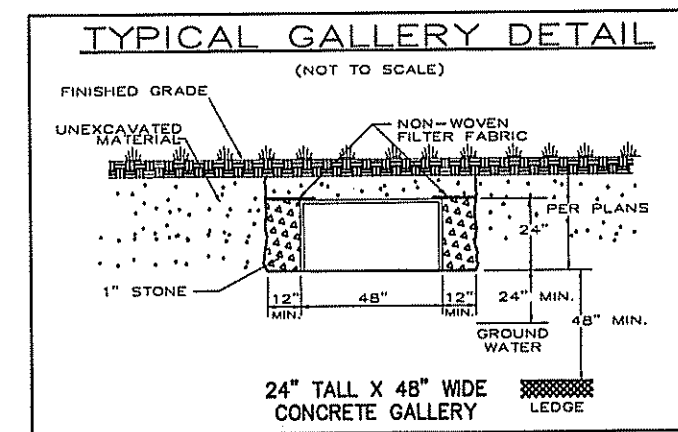 TYPICAL GALLERY DETAIL
(NOT TO SCALE)
FINISHED GRADE
UNEXCAVATED
MATERIAL
NON-WOVEN
FILTER FABRIC
PER PLANS
24"
1" STONE
12"
MIN.
48"
12"
MIN.
24" MIN.
GROUND
WATER
48" MIN.
24" TALL X 48" WIDE
CONCRETE GALLERY
LEDGE